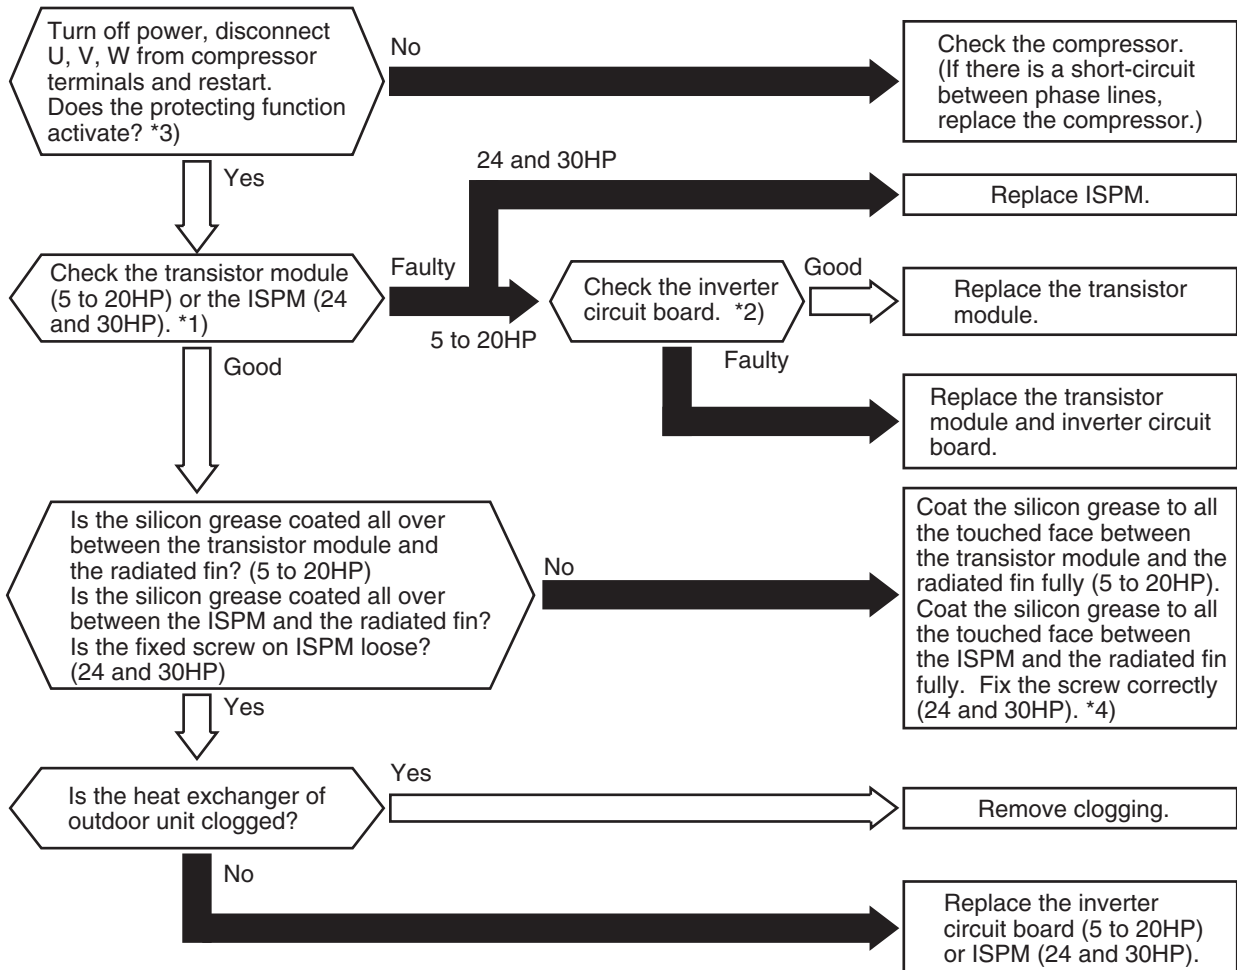 Turn off power, disconnect
U, V, W from compressor
terminals and restart.
Does the protecting function
activate? *3)
No
Check the compressor.
(If there is a short-circuit
between phase lines,
replace the compressor.)
Yes
24 and 30HP
Replace ISPM.
Check the transistor module
(5 to 20HP) or the ISPM (24
and 30HP). *1)
Faulty
5 to 20HP
Check the inverter
circuit board.  *2)
Good
Replace the transistor
module.
Faulty
Replace the transistor
module and inverter circuit
board.
Good
Is the silicon grease coated all over
between the transistor module and
the radiated fin? (5 to 20HP)
Is the silicon grease coated all over
between the ISPM and the radiated fin?
Is the fixed screw on ISPM loose?
(24 and 30HP)
No
Coat the silicon grease to all
the touched face between
the transistor module and the
radiated fin fully (5 to 20HP).
Coat the silicon grease to all
the touched face between
the ISPM and the radiated fin
fully.  Fix the screw correctly
(24 and 30HP). *4)
Yes
Is the heat exchanger of
outdoor unit clogged?
Yes
Remove clogging.
No
Replace the inverter
circuit board (5 to 20HP)
or ISPM (24 and 30HP).